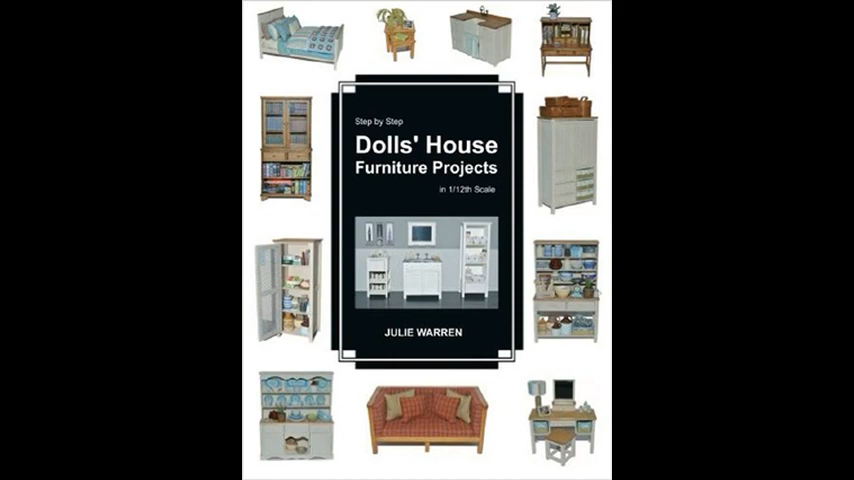 Step by Step
Dolls' House
Furniture Projects
in 1/12th Scale
JULIE WARREN